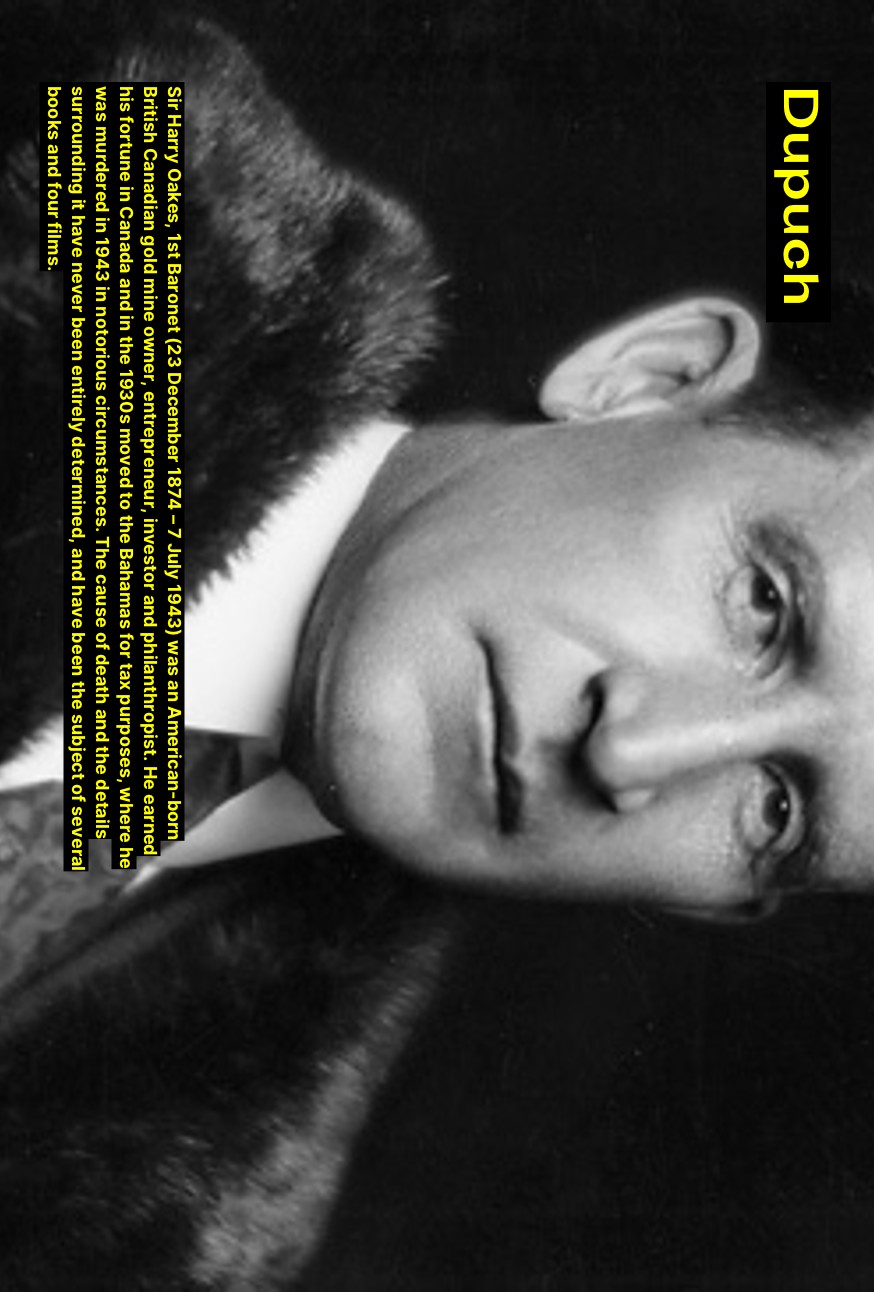 Dupuch
Sir Harry Oakes, 1st Baronet (23 December 1874 – 7 July 1943) was an American-born
British Canadian gold mine owner, entrepreneur, investor and philanthropist. He earned
his fortune in Canada and in the 1930s moved to the Bahamas for tax purposes, where he
was murdered in 1943 in notorious circumstances. The cause of death and the details
surrounding it have never been entirely determined, and have been the subject of several
books and four films.